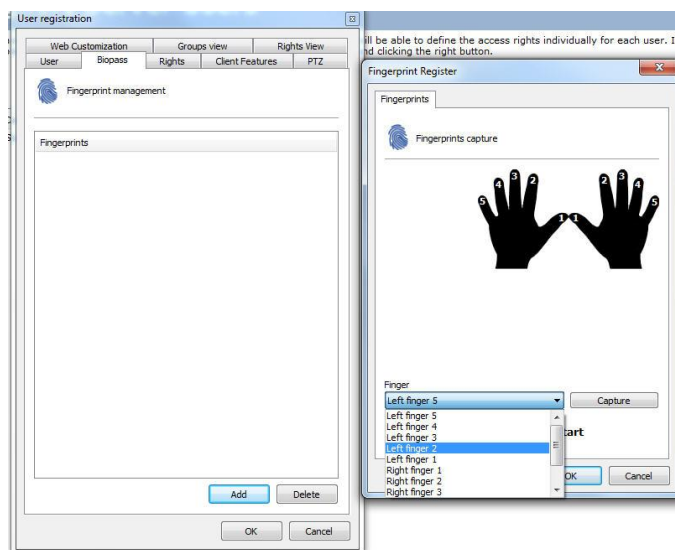 User registration
Web Customization
Groups view
Rights View
User
Biopass
Rights
Client Features
PTZ
Fingerprint management
Fingerprints
Add
Delete
OK
Cancel
ill be able to define the access rights individually for each user. I
nd clicking the right button.
Fingerprint Register
Fingerprints
Fingerprints capture
5
4
3
2
1
1
2
3
4
5
Finger
Left finger 5
Capture
Left finger 5
Left finger 4
Left finger 3
Left finger 2
Left finger 1
Right finger 1
Right finger 2
Right finger 3
tart
OK
Cancel